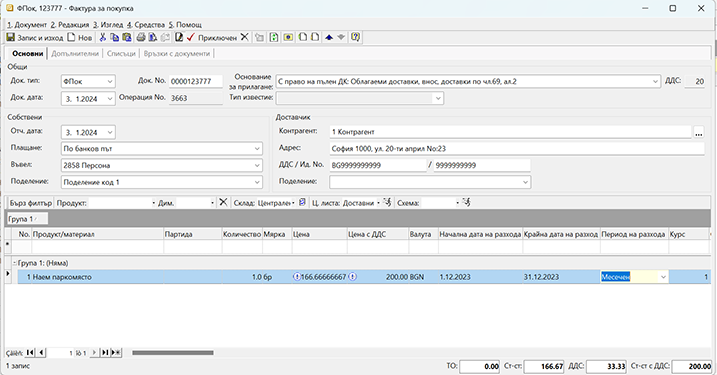 ФПок, 123777 - Фактура за покупка
1. Документ 2. Редакция 3. Изглед 4. Средства 5. Помощ
Запис и изход Нов Приключен
Основни Допълнителни Списъци Връзки с документи
Общи
Док. тип: ФПок Док. No. 0000123777 Основание за прилагане: С право на пълен ДК: Облагаеми доставки, внос, доставки по чл.69, ал.2 ДДС: 20
Док. дата: 3. 1.2024 Операция No. 3663 Тип известие:
Собствени Доставчик
Отч. дата: 3. 1.2024 Контрагент: 1 Контрагент ...
Плащане: По банков път Адрес: София 1000, ул. 20-ти април No:23
Въвел: 2858 Персона ДДС / Ид. No. BG9999999999 / 9999999999
Поделение: Поделение код 1 Поделение:
Бърз филтър Продукт: Дим. Склад: Централен Ц. листа: Доставни Схема:
Група 1
No. Продукт/материал Партида Количество Мярка Цена Цена с ДДС Валута Начална дата на разхода Крайна дата на разход Период на разхода Курс
Група 1: (Няма)
1 Наем паркомясто 1.0 бр 166.66666667 200.00 BGN 1.12.2023 31.12.2023 Месечен 1
1 îò 1
1 запис ТО: 0.00 Ст-ст: 166.67 ДДС: 33.33 Ст-ст с ДДС: 200.00